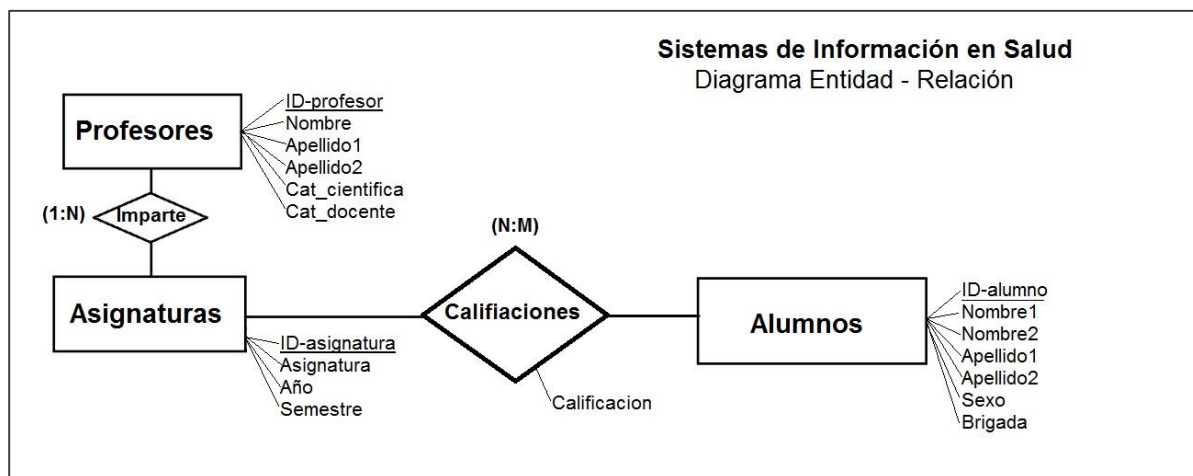 Sistemas de Información en Salud
Diagrama Entidad - Relación
Profesores
ID-profesor
Nombre
Apellido1
Apellido2
Cat_cientifica
Cat_docente
(1:N)
Imparte
Asignaturas
ID-asignatura
Asignatura
Año
Semestre
(N:M)
Califiaciones
Calificacion
Alumnos
ID-alumno
Nombre1
Nombre2
Apellido1
Apellido2
Sexo
Brigada